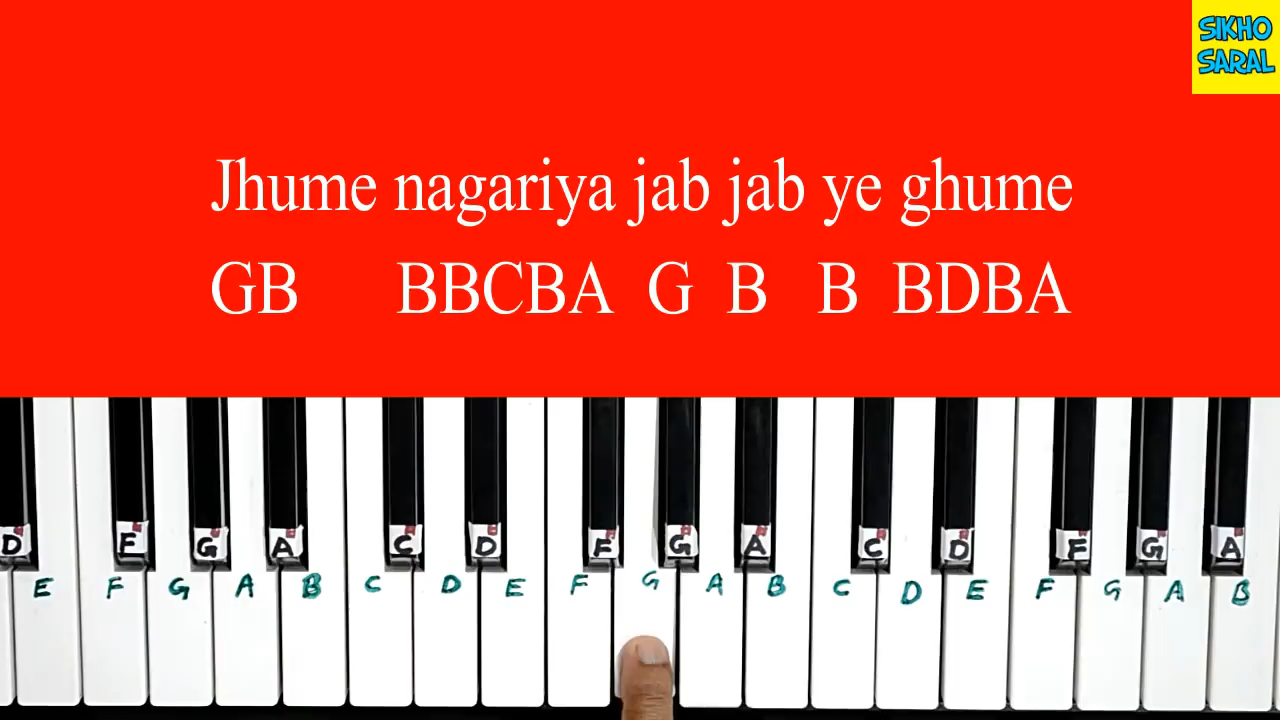 SIKHO
SARAL
Jhume nagariya jab jab ye ghume
GB BBCBA G B B BDBA
D F G A C D F G A C D F G A
E F G A B C D E F G A B C D E F G A B